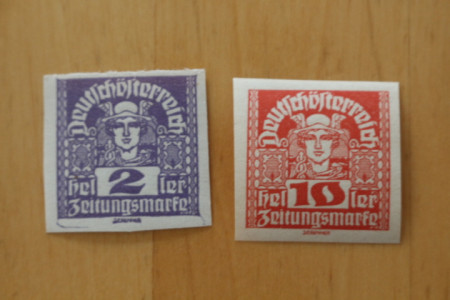 Deutschösterreich
hel 2 ler
Zeitungsmarke
Deutschösterreich
hel 10 ler
Zeitungsmarke